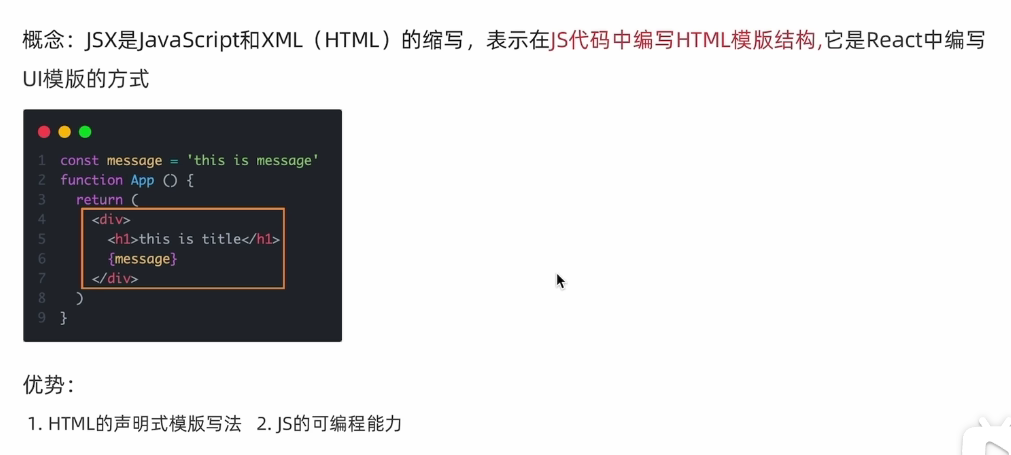 概念：JSX是JavaScript和XML（HTML）的缩写，表示在JS代码中编写HTML模版结构,它是React中编写
UI模版的方式
1 const message = 'this is message'
2 function App () {
3   return (
4     <div>
5       <h1>this is title</h1>
6       {message}
7     </div>
8   )
9 }
优势：
1. HTML的声明式模版写法 2. JS的可编程能力